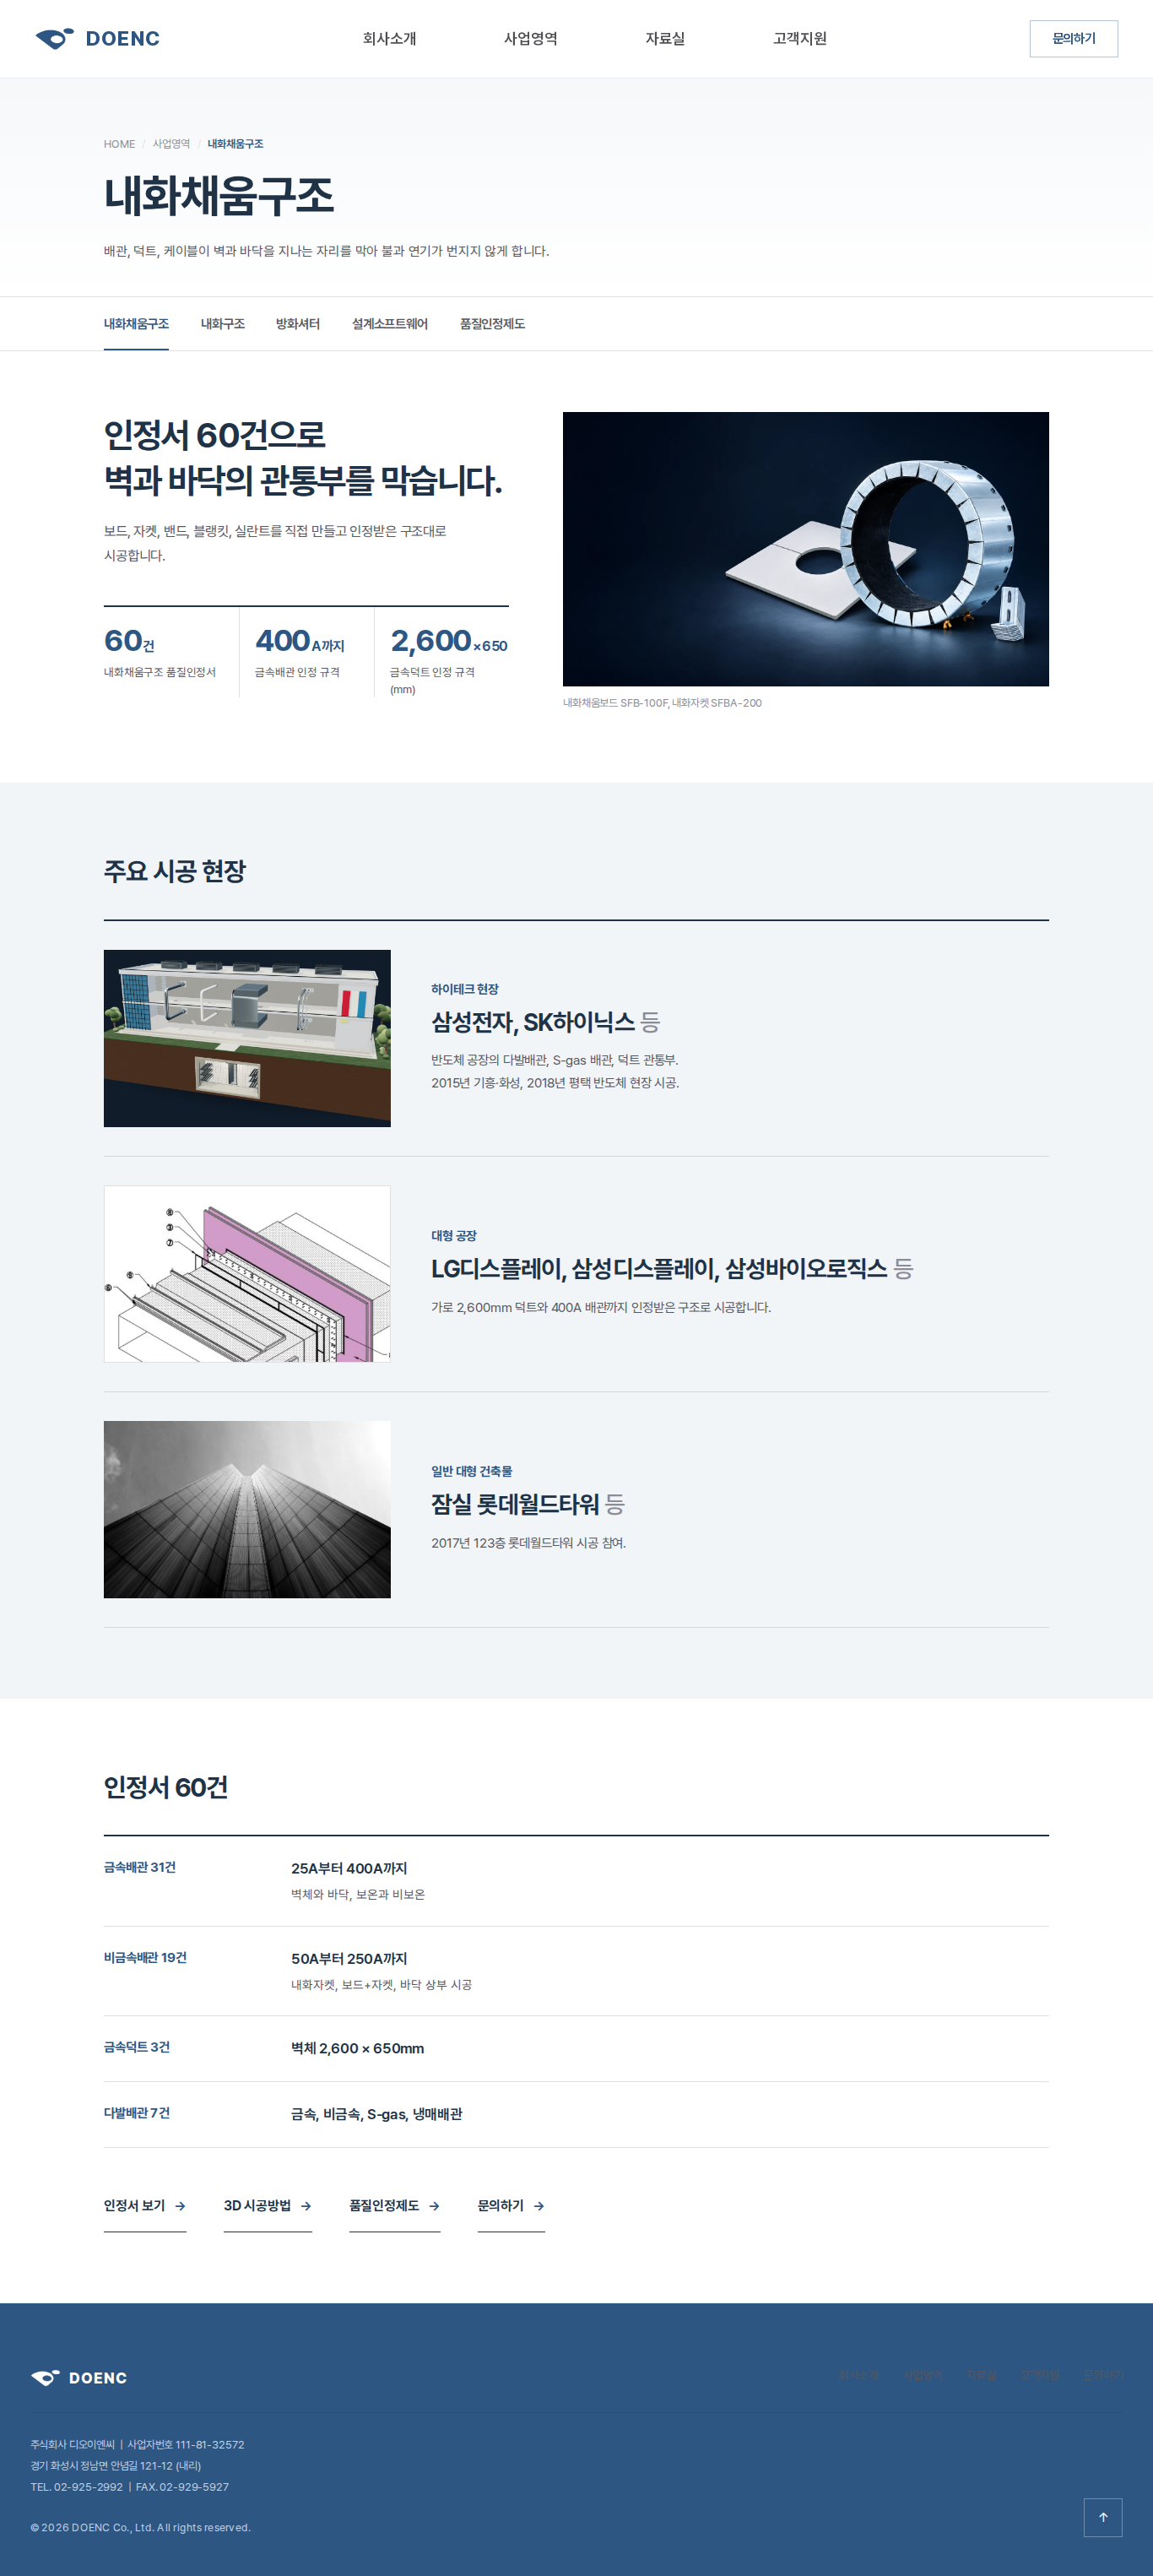 DOENC
회사소개
사업영역
자료실
고객지원
문의하기
HOME / 사업영역 / 내화채움구조
내화채움구조
배관, 덕트, 케이블이 벽과 바닥을 지나는 자리를 막아 불과 연기가 번지지 않게 합니다.
내화채움구조
내화구조
방화셔터
설계소프트웨어
품질인정제도
인정서 60건으로
벽과 바닥의 관통부를 막습니다.
보드, 자켓, 밴드, 블랭킷, 실란트를 직접 만들고 인정받은 구조대로
시공합니다.
60건
내화채움구조 품질인정서
400A까지
금속배관 인정 규격
2,600×650
금속덕트 인정 규격
(mm)
내화채움보드 SFB-100F, 내화자켓 SFBA-200
주요 시공 현장
하이테크 현장
삼성전자, SK하이닉스 등
반도체 공장의 다발배관, S-gas 배관, 덕트 관통부.
2015년 기흥·화성, 2018년 평택 반도체 현장 시공.
대형 공장
LG디스플레이, 삼성디스플레이, 삼성바이오로직스 등
가로 2,600mm 덕트와 400A 배관까지 인정받은 구조로 시공합니다.
일반 대형 건축물
잠실 롯데월드타워 등
2017년 123층 롯데월드타워 시공 참여.
인정서 60건
금속배관 31건
25A부터 400A까지
벽체와 바닥, 보온과 비보온
비금속배관 19건
50A부터 250A까지
내화자켓, 보드+자켓, 바닥 상부 시공
금속덕트 3건
벽체 2,600 × 650mm
다발배관 7건
금속, 비금속, S-gas, 냉매배관
인정서 보기 →
3D 시공방법 →
품질인정제도 →
문의하기 →
DOENC
회사소개
사업영역
자료실
고객지원
문의하기
주식회사 디오이엔씨 | 사업자번호 111-81-32572
경기 화성시 정남면 안녕길 121-12 (내리)
TEL. 02-925-2992 | FAX. 02-929-5927
© 2026 DOENC Co., Ltd. All rights reserved.
↑